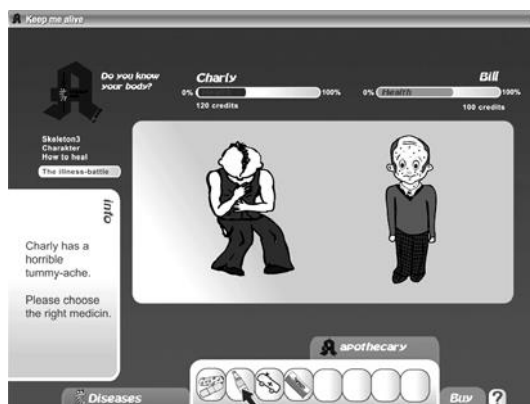 Keep me alive
Do you know
your body?
Charly
0%
100%
120 credits
Bill
0%
Health
100%
100 credits
Skeleton3
Charakter
How to heal
The illness-battle
info
Charly has a
horrible
tummy-ache.
Please choose
the right medicin.
apothecary
Diseases
Buy
?